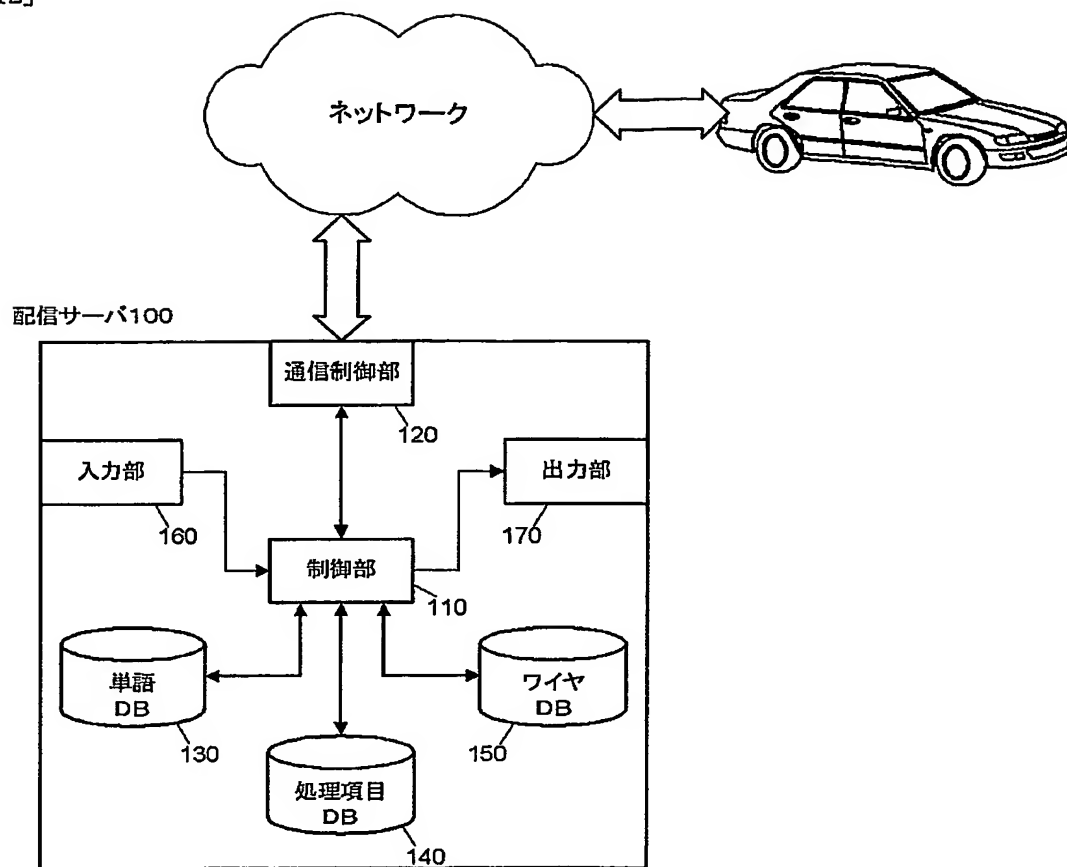 ネットワーク
配信サーバ100
通信制御部
120
入力部
160
出力部
170
制御部
110
単語
DB
130
ワイヤ
DB
150
処理項目
DB
140